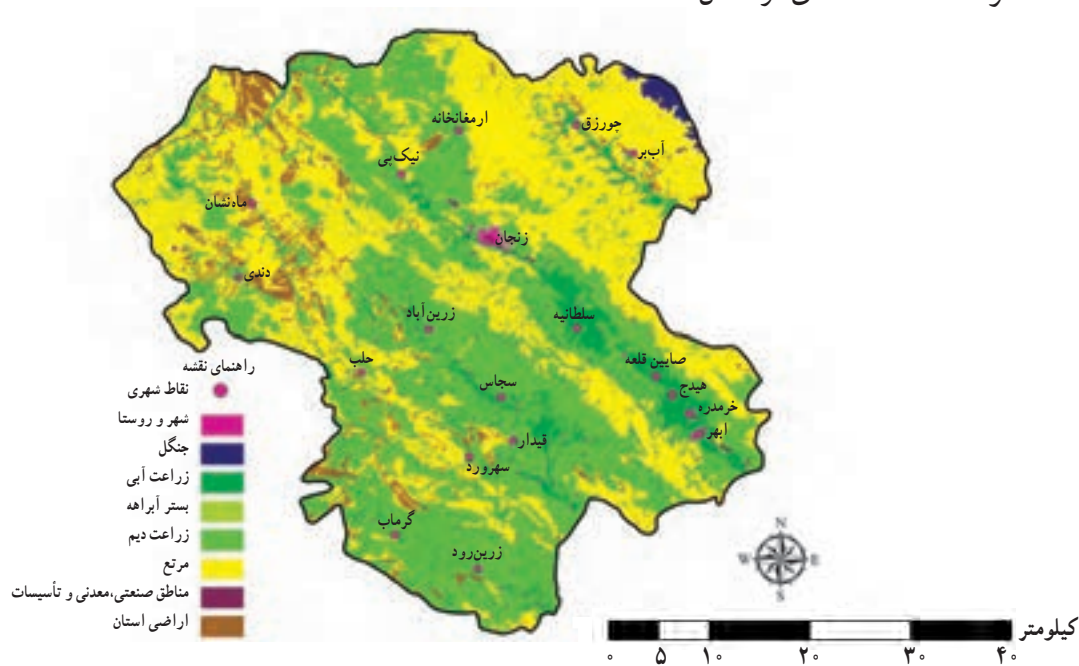 ارمغانخانه
چورزق
آب‌بر
نیک‌بی
ماه‌نشان
زنجان
دندی
زرین‌آباد
سلطانیه
حلب
صایین قلعه
سجاس
هیدج
خرمدره
ابهر
قیدار
سهرورد
گرماب
زرین‌رود
راهنمای نقشه
نقاط شهری
شهر و روستا
جنگل
زراعت آبی
بستر آبراهه
زراعت دیم
مرتع
مناطق صنعتی،معدنی و تأسیسات
اراضی استان
N
W E
S
کیلومتر
۰ ۵ ۱۰ ۲۰ ۳۰ ۴۰